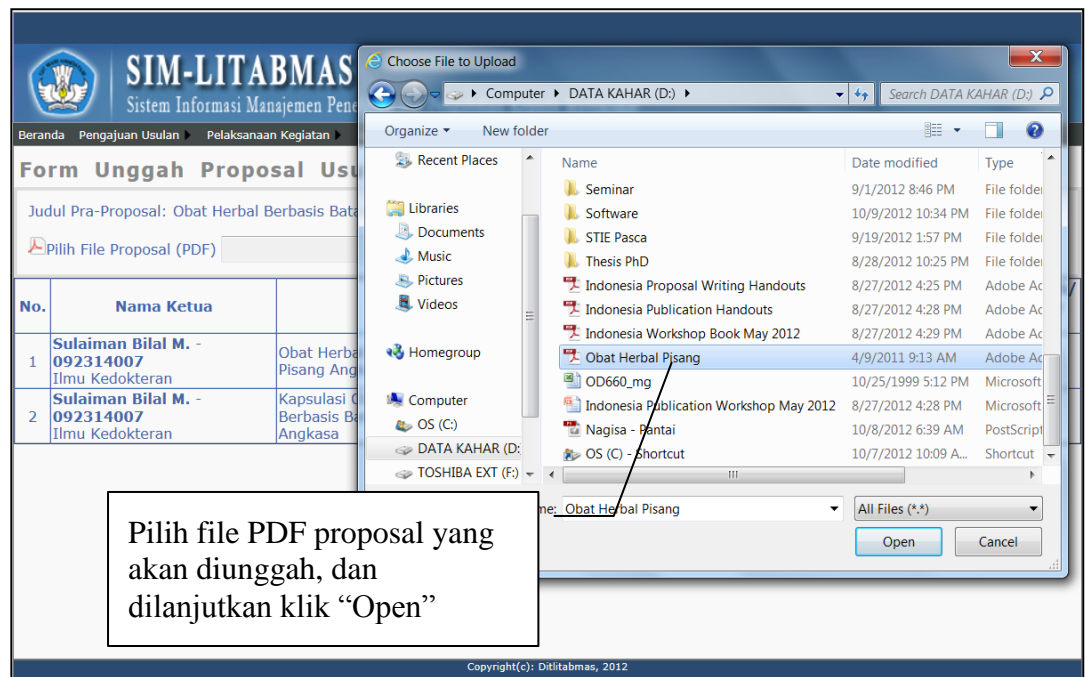 SIM-LITABMAS
Sistem Informasi Manajemen Pene
Beranda Pengajuan Usulan Pelaksanaan Kegiatan
Form Unggah Proposal Usu
Judul Pra-Proposal: Obat Herbal Berbasis Bata
Pilih File Proposal (PDF)
No. Nama Ketua
1 Sulaiman Bilal M. - 092314007 Ilmu Kedokteran Obat Herba Pisang Ang
2 Sulaiman Bilal M. - 092314007 Ilmu Kedokteran Kapsulasi Berbasis Ba Angkasa
Choose File to Upload
Computer DATA KAHAR (D:) Search DATA KAHAR (D:)
Organize New folder
Recent Places
Libraries
Documents
Music
Pictures
Videos
Homegroup
Computer
OS (C:)
DATA KAHAR (D:
TOSHIBA EXT (F:)
Name Date modified Type
Seminar 9/1/2012 8:46 PM File folder
Software 10/9/2012 10:34 PM File folder
STIE Pasca 9/19/2012 1:57 PM File folder
Thesis PhD 8/28/2012 10:25 PM File folder
Indonesia Proposal Writing Handouts 8/27/2012 4:25 PM Adobe Ac
Indonesia Publication Handouts 8/27/2012 4:28 PM Adobe Ac
Indonesia Workshop Book May 2012 8/27/2012 4:29 PM Adobe Ac
Obat Herbal Pisang 4/9/2011 9:13 AM Adobe Ac
OD660_mg 10/25/1999 5:12 PM Microsoft
Indonesia Publication Workshop May 2012 8/27/2012 4:28 PM Microsoft
Nagisa - Pantai 10/8/2012 6:39 AM PostScript
OS (C) - Shortcut 10/7/2012 10:09 A... Shortcut
me: Obat Herbal Pisang All Files (*.*)
Open Cancel
Pilih file PDF proposal yang
akan diunggah, dan
dilanjutkan klik “Open”
Copyright(c): Ditlitabmas, 2012